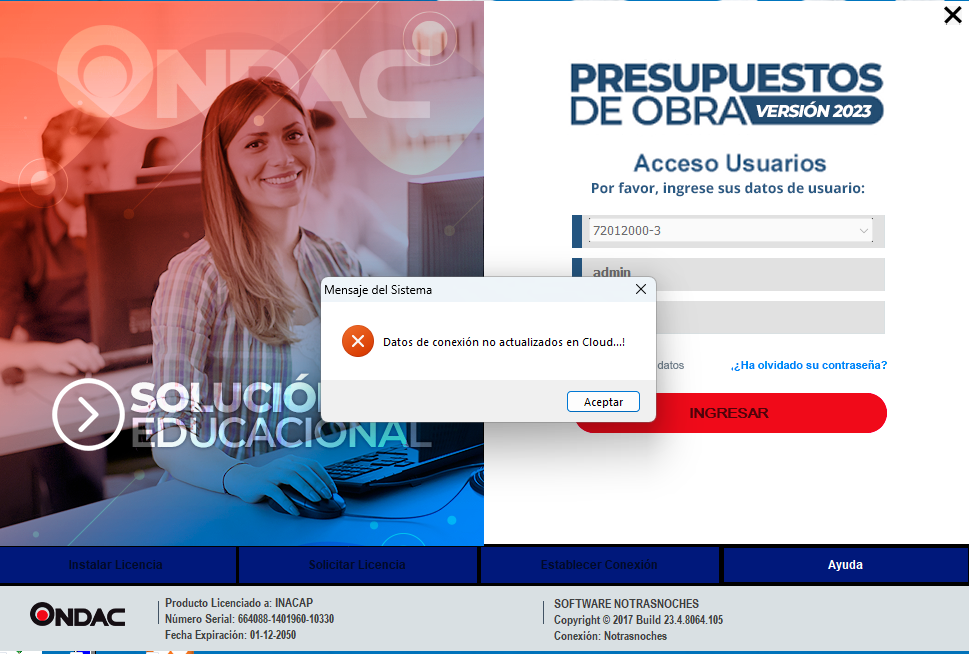 ONDAC
PRESUPUESTOS
DE OBRA VERSIÓN 2023
Acceso Usuarios
Por favor, ingrese sus datos de usuario:
72012000-3
admin
Mensaje del Sistema
Datos de conexión no actualizados en Cloud...!
Aceptar
datos
¿Ha olvidado su contraseña?
INGRESAR
SOLUCIÓ
EDUCACIONAL
Instalar Licencia
Solicitar Licencia
Establecer Conexión
Ayuda
ONDAC
Producto Licenciado a: INACAP
Número Serial: 664088-1401960-10330
Fecha Expiración: 01-12-2050
SOFTWARE NOTRASNOCHES
Copyright © 2017 Build 23.4.8064.105
Conexión: Notrasnoches